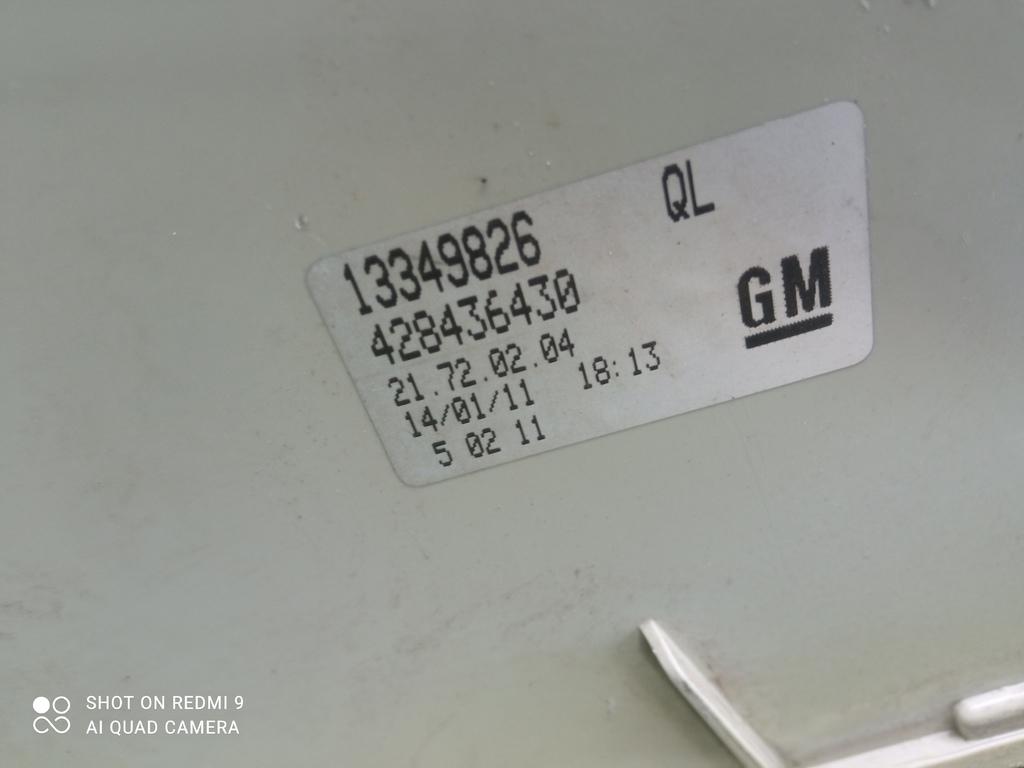 QL
13349826
428436430
GM
21.72.02.04
14/01/11 18:13
5 02 11
SHOT ON REDMI 9
AI QUAD CAMERA